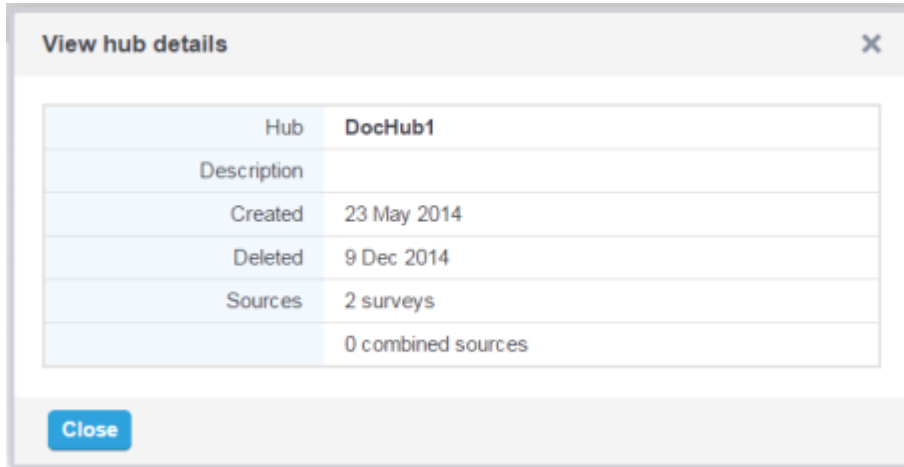 View hub details
Hub DocHub1
Description
Created 23 May 2014
Deleted 9 Dec 2014
Sources 2 surveys
0 combined sources
Close